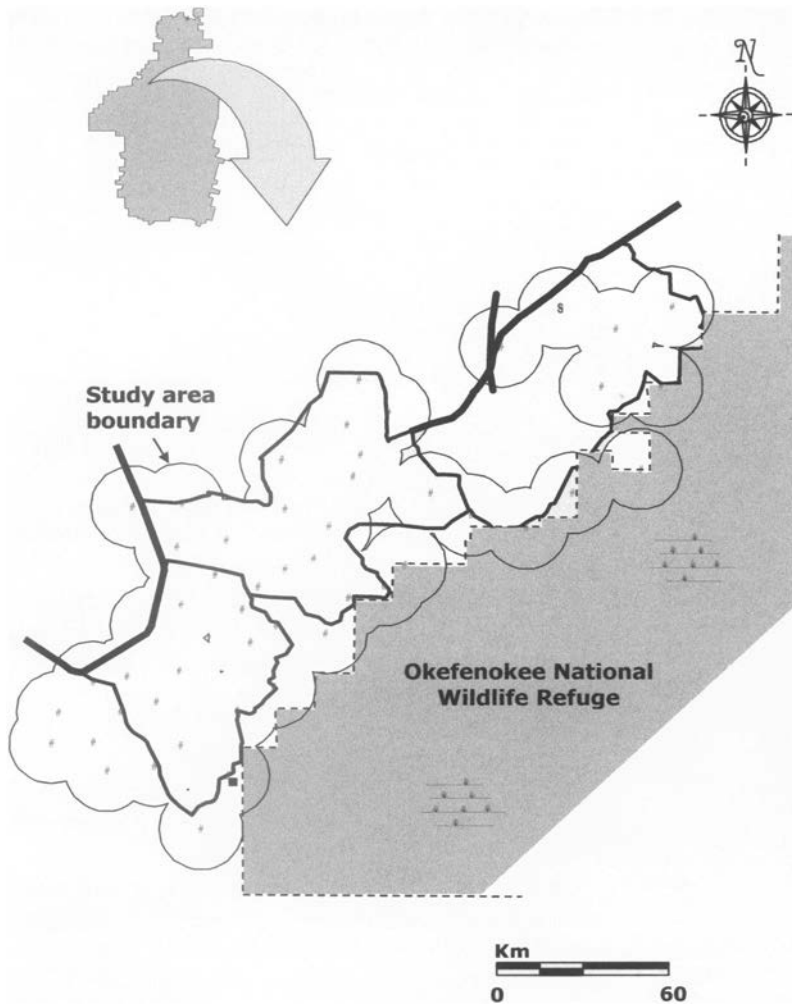 N
S
Study area
boundary
Okefenokee National
Wildlife Refuge
Km
0 60